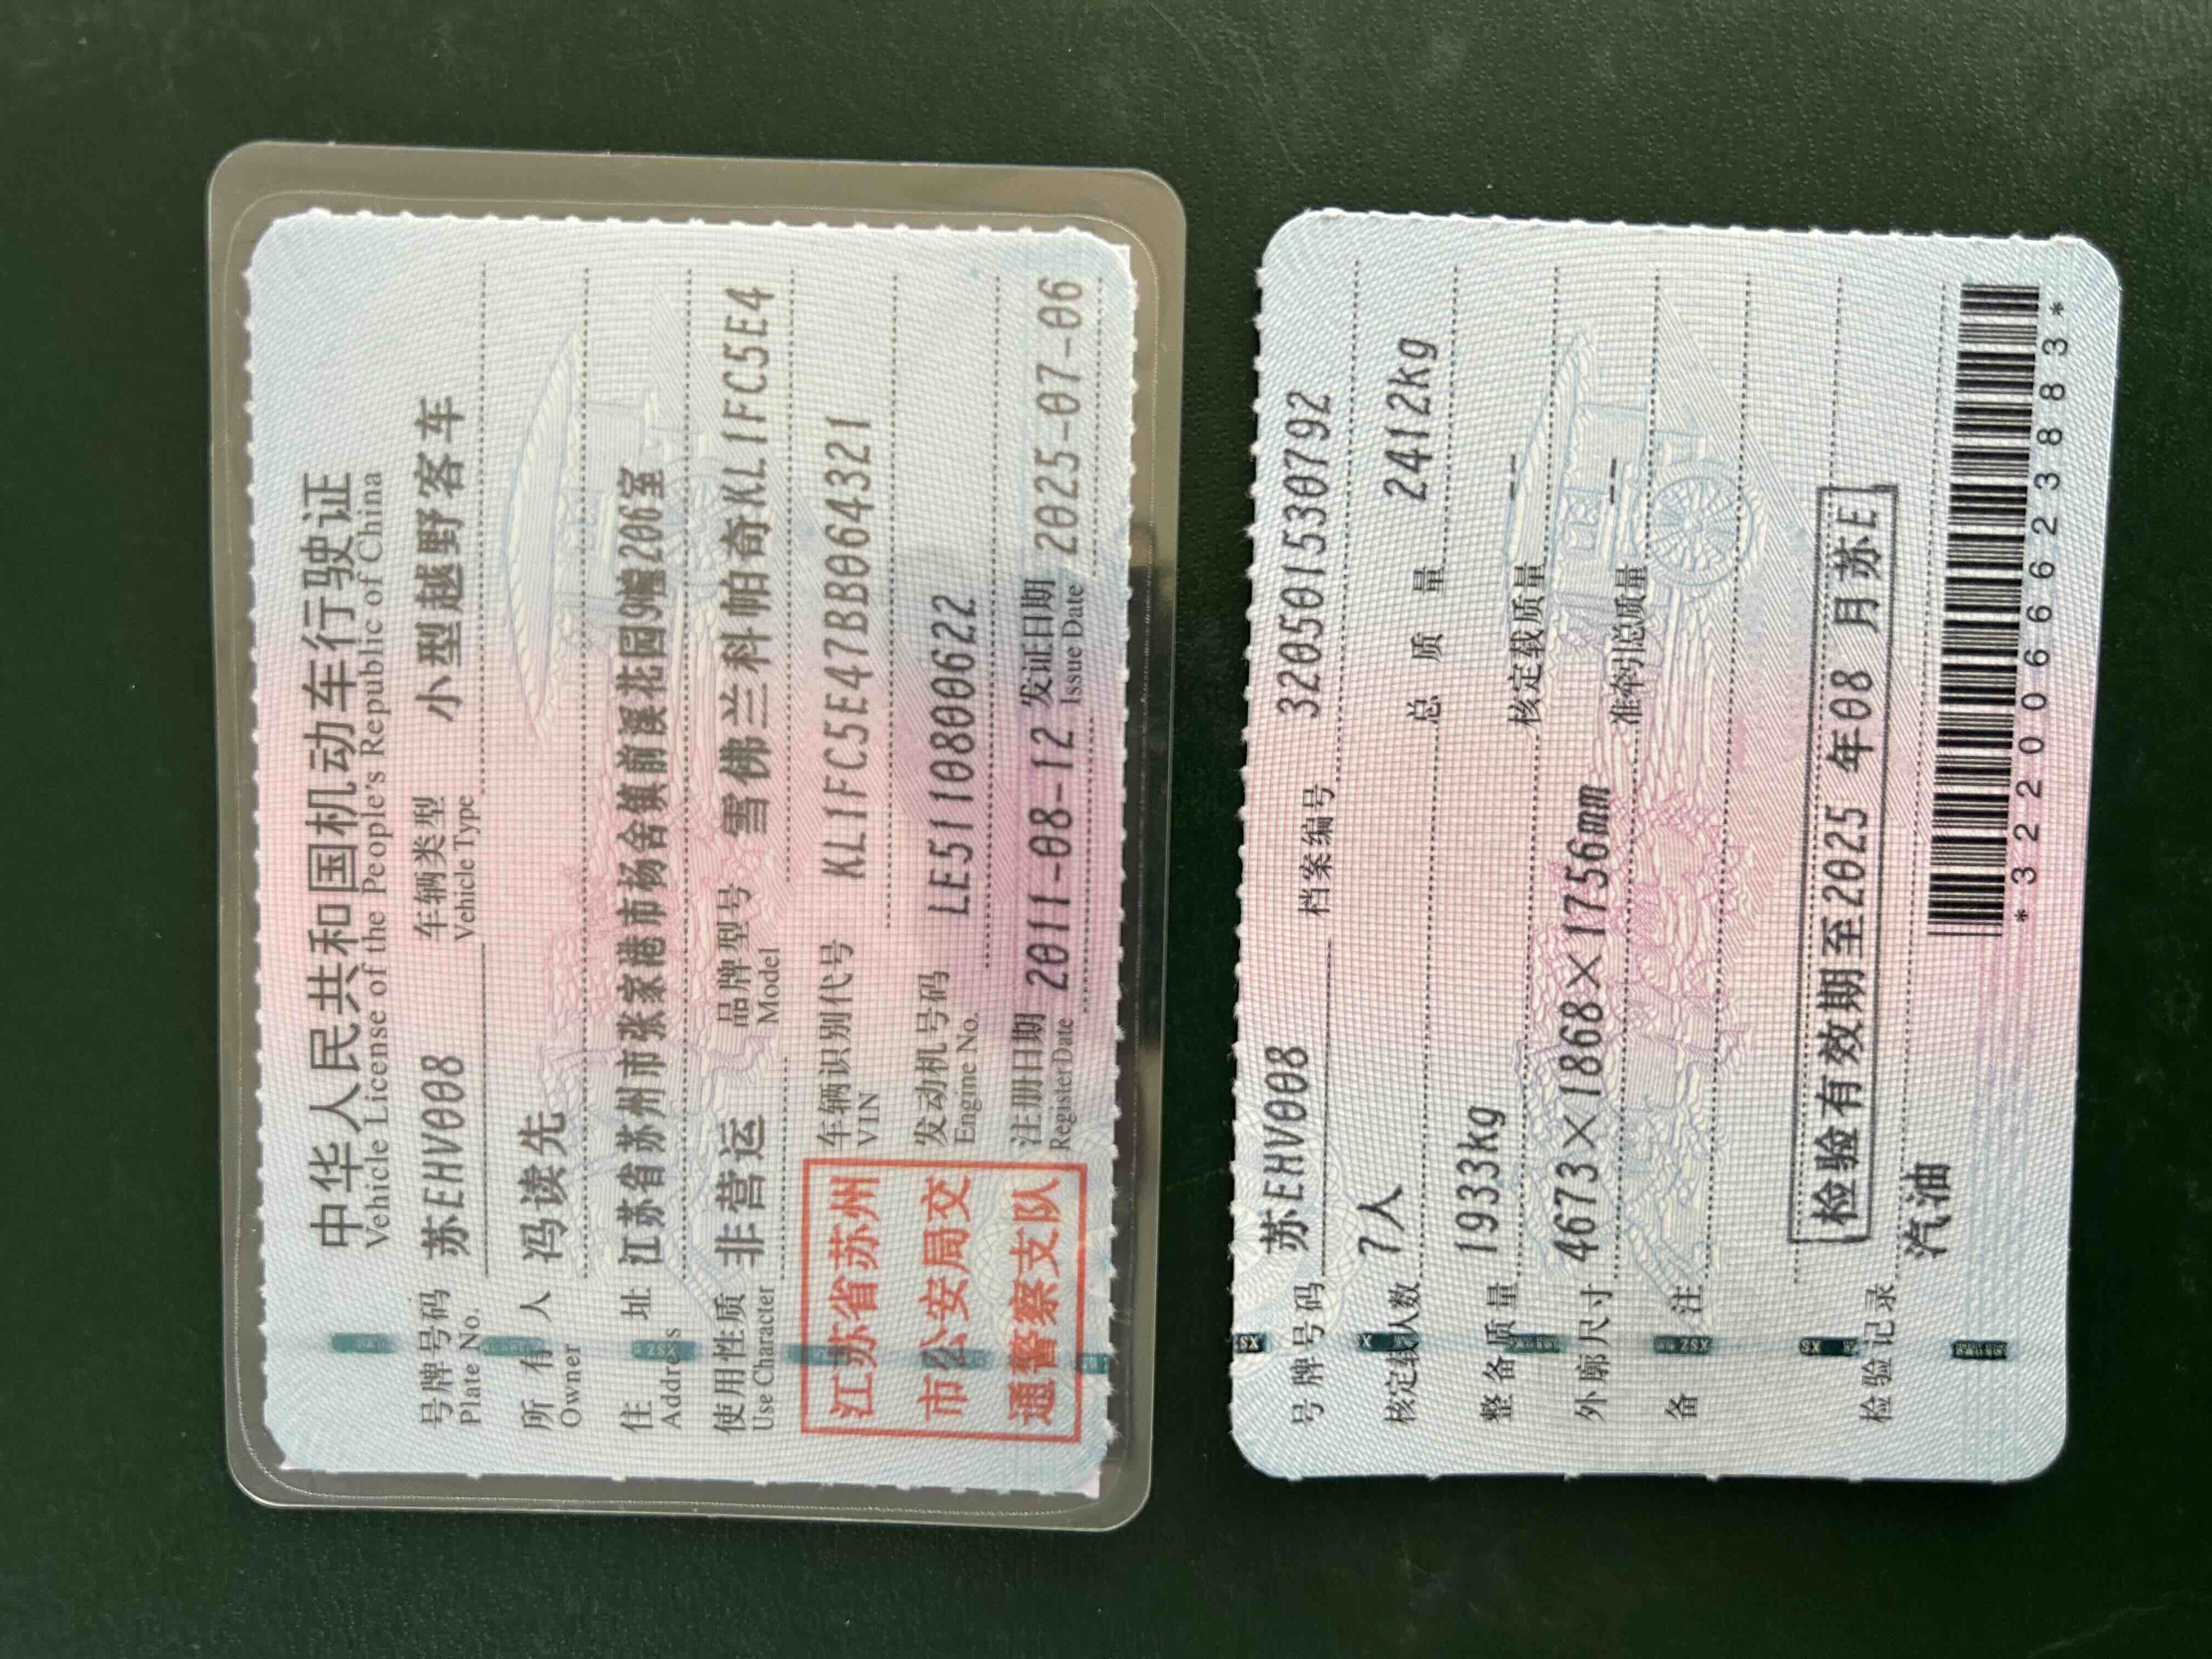 中华人民共和国机动车行驶证
Vehicle License of the People's Republic of China
号牌号码 苏EHV008 车辆类型 小型越野客车
Plate No. Vehicle Type
所有人 冯读先
Owner
住址 江苏省苏州市张家港市杨舍镇前溪花园9幢206室
Address
使用性质 非营运 品牌型号 雪佛兰科帕奇KL1FC5E4
Use Character Model
江苏省苏州
市公安局交
通警察支队
车辆识别代号 KL1FC5E47BB064321
VIN
发动机号码 LE5110800622
Engine No.
注册日期 2011-08-12 发证日期 2025-07-06
Register Date Issue Date
号牌号码 苏EHV008 档案编号 320501530792
核定载人数 7人 总质量 2412kg
整备质量 1933kg 核定载质量 --
外廓尺寸 4673×1868×1756mm 准牵引总质量 --
备注
检验有效期至2025年08月苏E
检验记录
汽油
*3220066623883*